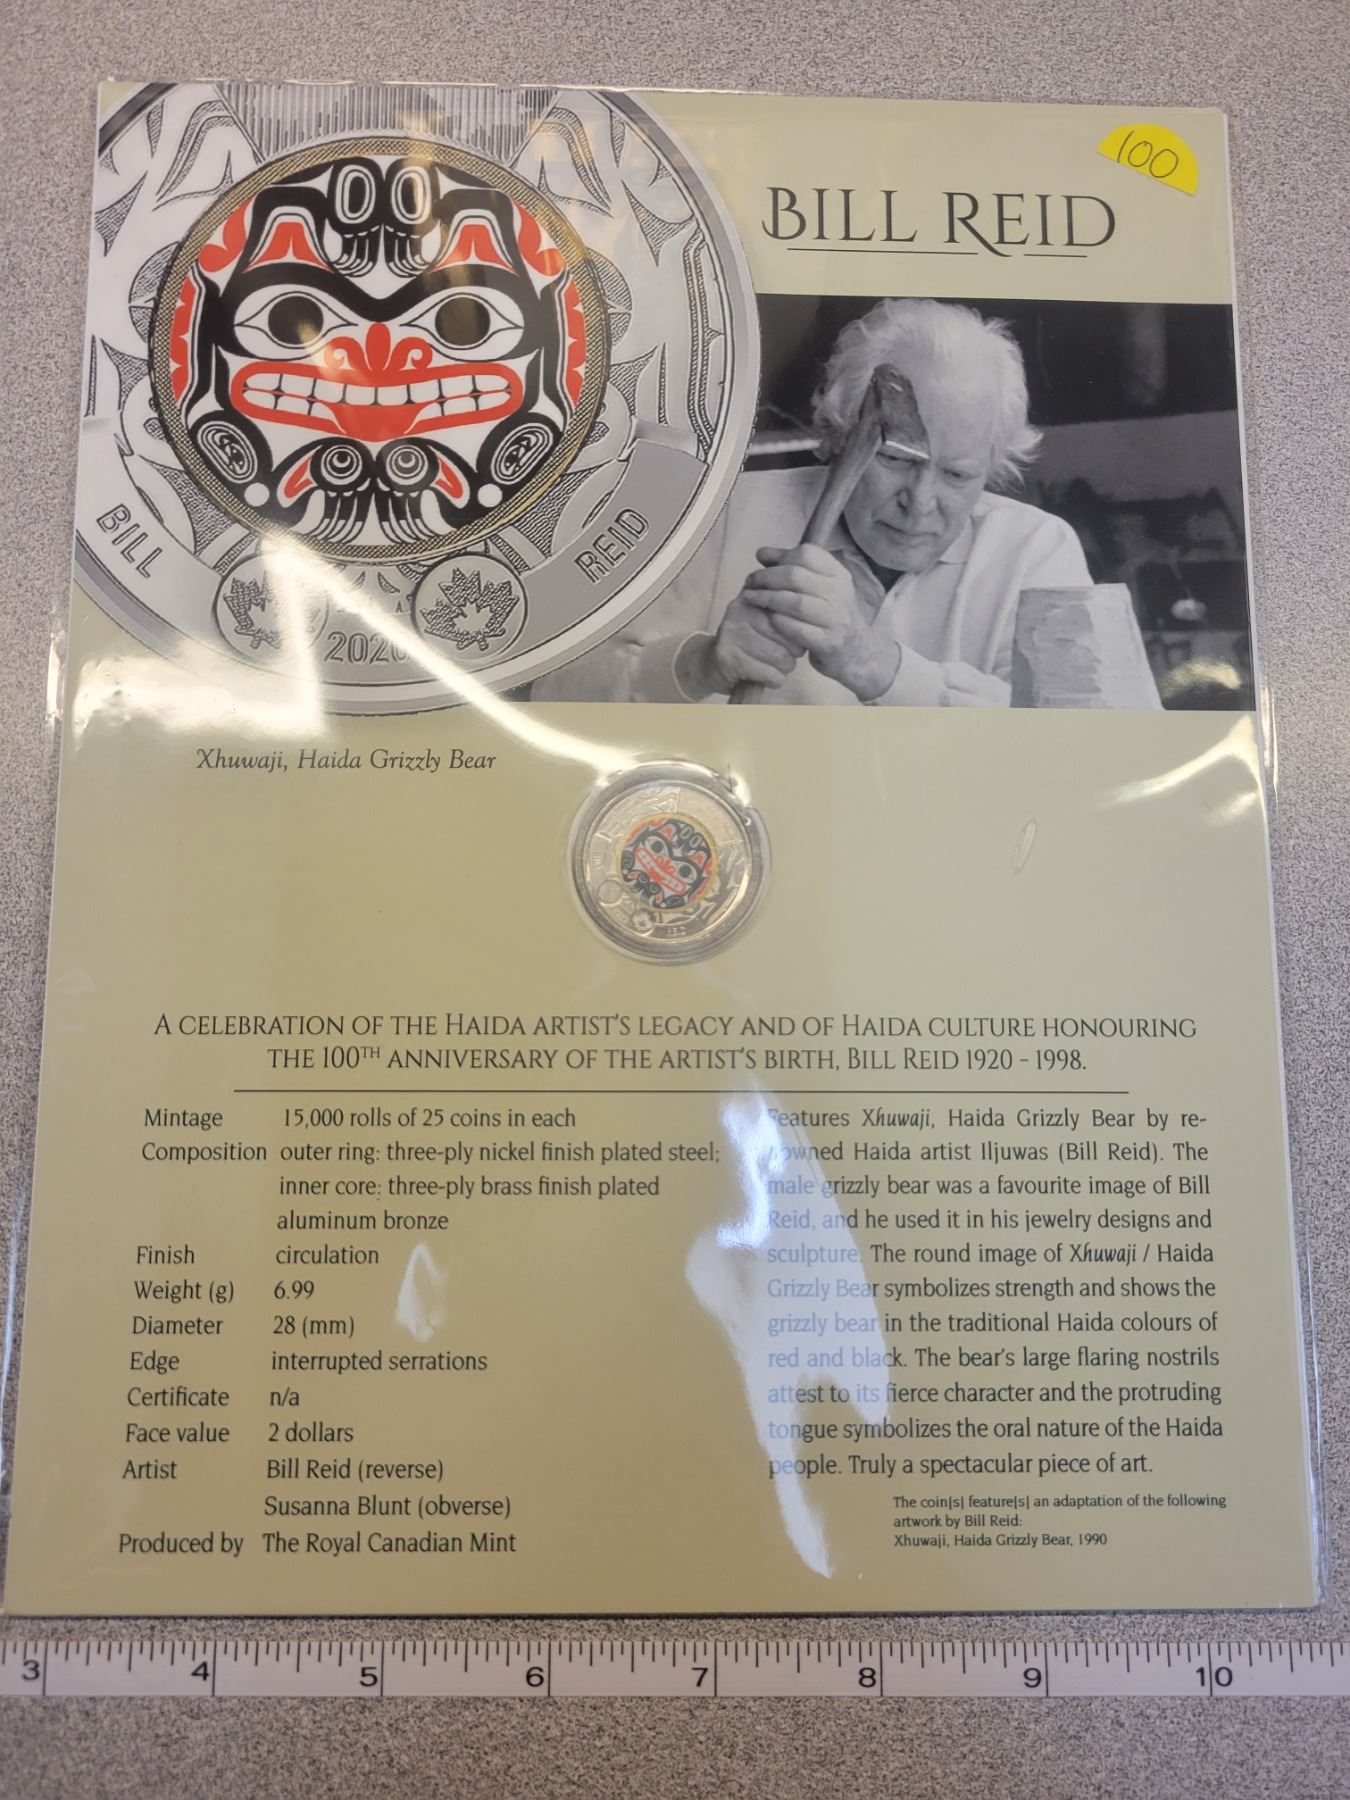 100
BILL REID
BILL
REID
2020
Xhuwaji, Haida Grizzly Bear
A CELEBRATION OF THE HAIDA ARTIST'S LEGACY AND OF HAIDA CULTURE HONOURING
THE 100TH ANNIVERSARY OF THE ARTIST'S BIRTH, BILL REID 1920 - 1998.
Mintage 15,000 rolls of 25 coins in each
Composition outer ring: three-ply nickel finish plated steel;
inner core: three-ply brass finish plated
aluminum bronze
Finish circulation
Weight (g) 6.99
Diameter 28 (mm)
Edge interrupted serrations
Certificate n/a
Face value 2 dollars
Artist Bill Reid (reverse)
Susanna Blunt (obverse)
Produced by The Royal Canadian Mint
Features Xhuwaji, Haida Grizzly Bear by re-
nowned Haida artist Iljuwas (Bill Reid). The
male grizzly bear was a favourite image of Bill
Reid, and he used it in his jewelry designs and
sculpture. The round image of Xhuwaji / Haida
Grizzly Bear symbolizes strength and shows the
grizzly bear in the traditional Haida colours of
red and black. The bear's large flaring nostrils
attest to its fierce character and the protruding
tongue symbolizes the oral nature of the Haida
people. Truly a spectacular piece of art.
The coin[s] feature[s] an adaptation of the following
artwork by Bill Reid:
Xhuwaji, Haida Grizzly Bear, 1990
3 4 5 6 7 8 9 10